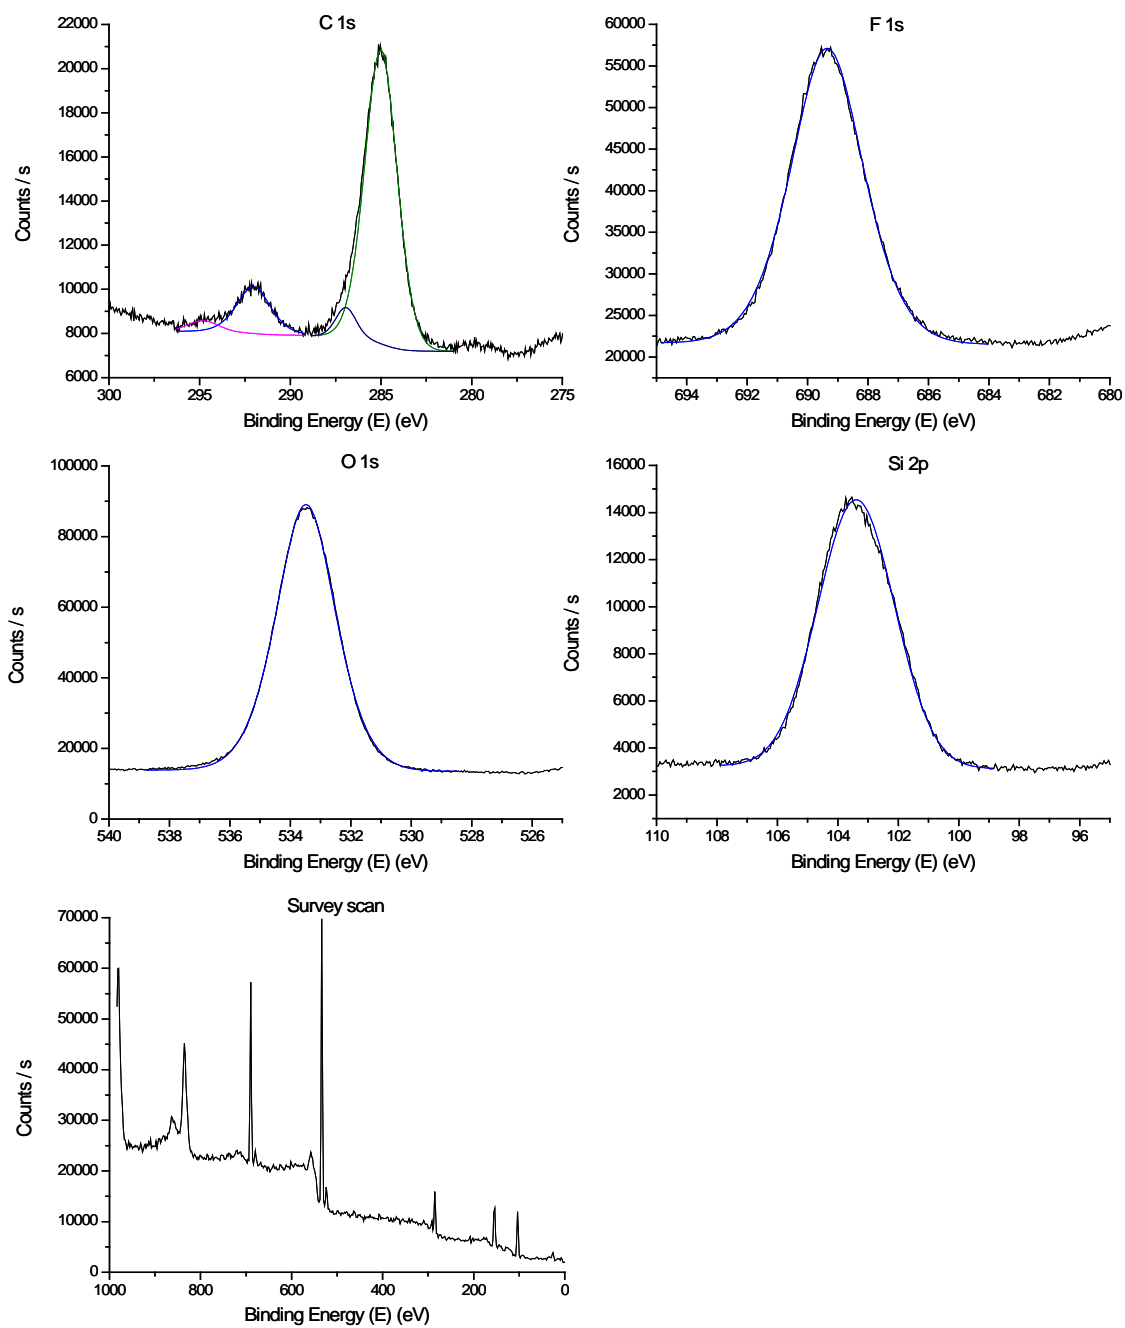 C 1s
22000
20000
18000
16000
14000
12000
10000
8000
6000
Counts / s
300 295 290 285 280 275
Binding Energy (E) (eV)
F 1s
60000
55000
50000
45000
40000
35000
30000
25000
20000
Counts / s
694 692 690 688 686 684 682 680
Binding Energy (E) (eV)
O 1s
100000
80000
60000
40000
20000
0
Counts / s
540 538 536 534 532 530 528 526
Binding Energy (E) (eV)
Si 2p
16000
14000
12000
10000
8000
6000
4000
2000
Counts / s
110 108 106 104 102 100 98 96
Binding Energy (E) (eV)
Survey scan
70000
60000
50000
40000
30000
20000
10000
0
Counts / s
1000 800 600 400 200 0
Binding Energy (E) (eV)